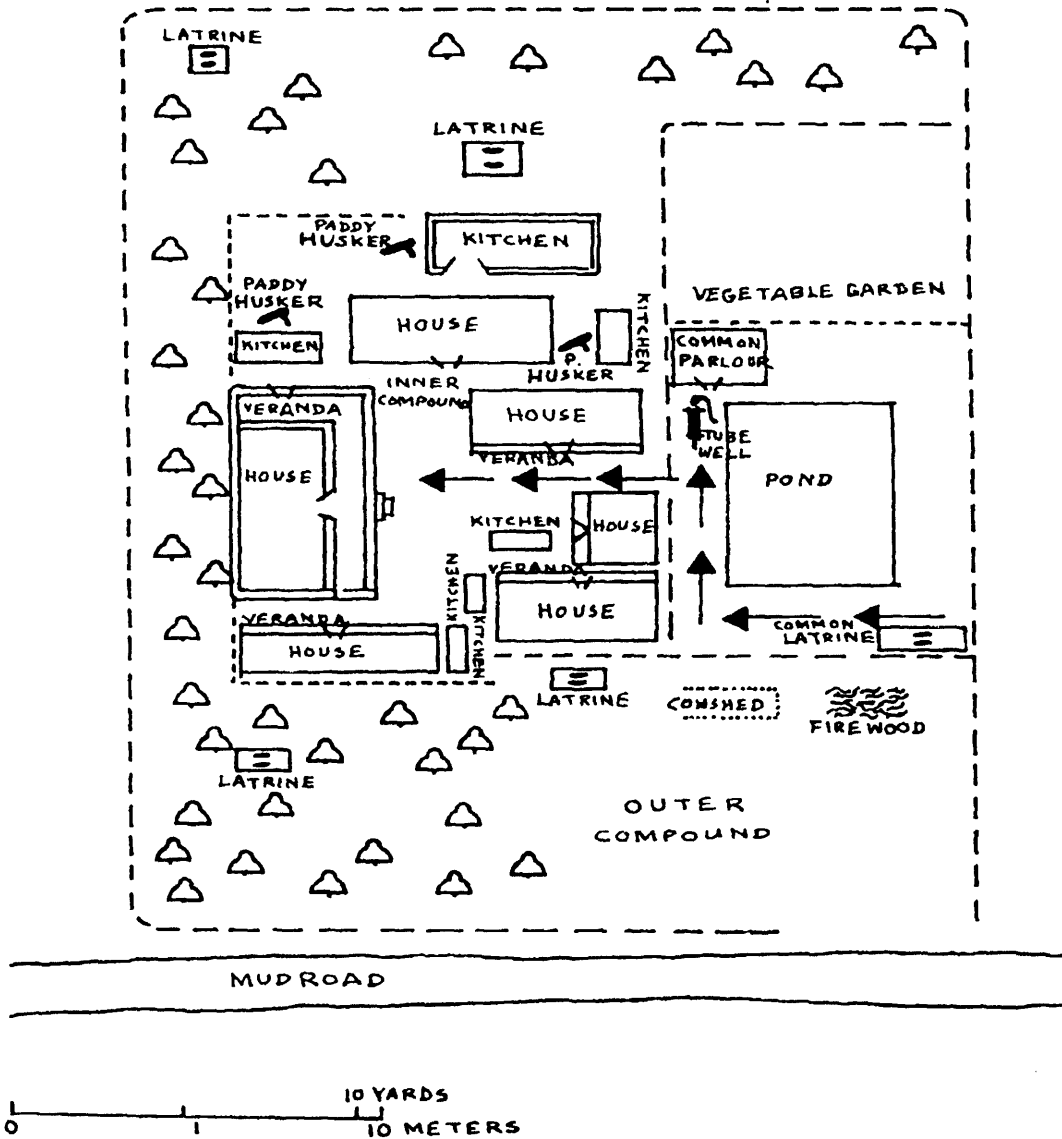 LATRINE
LATRINE
PADDY
HUSKER
KITCHEN
PADDY
HUSKER
KITCHEN
HOUSE
KITCHEN
P.
HUSKER
VEGETABLE GARDEN
COMMON
PARLOUR
INNER
COMPOUND
VERANDA
HOUSE
HOUSE
VERANDA
TUBE
WELL
POND
KITCHEN
HOUSE
VERANDA
HOUSE
KITCHEN
KITCHEN
VERANDA
HOUSE
COMMON
LATRINE
LATRINE
COWSHED
FIREWOOD
LATRINE
OUTER
COMPOUND
MUDROAD
10 YARDS
0 1 10 METERS